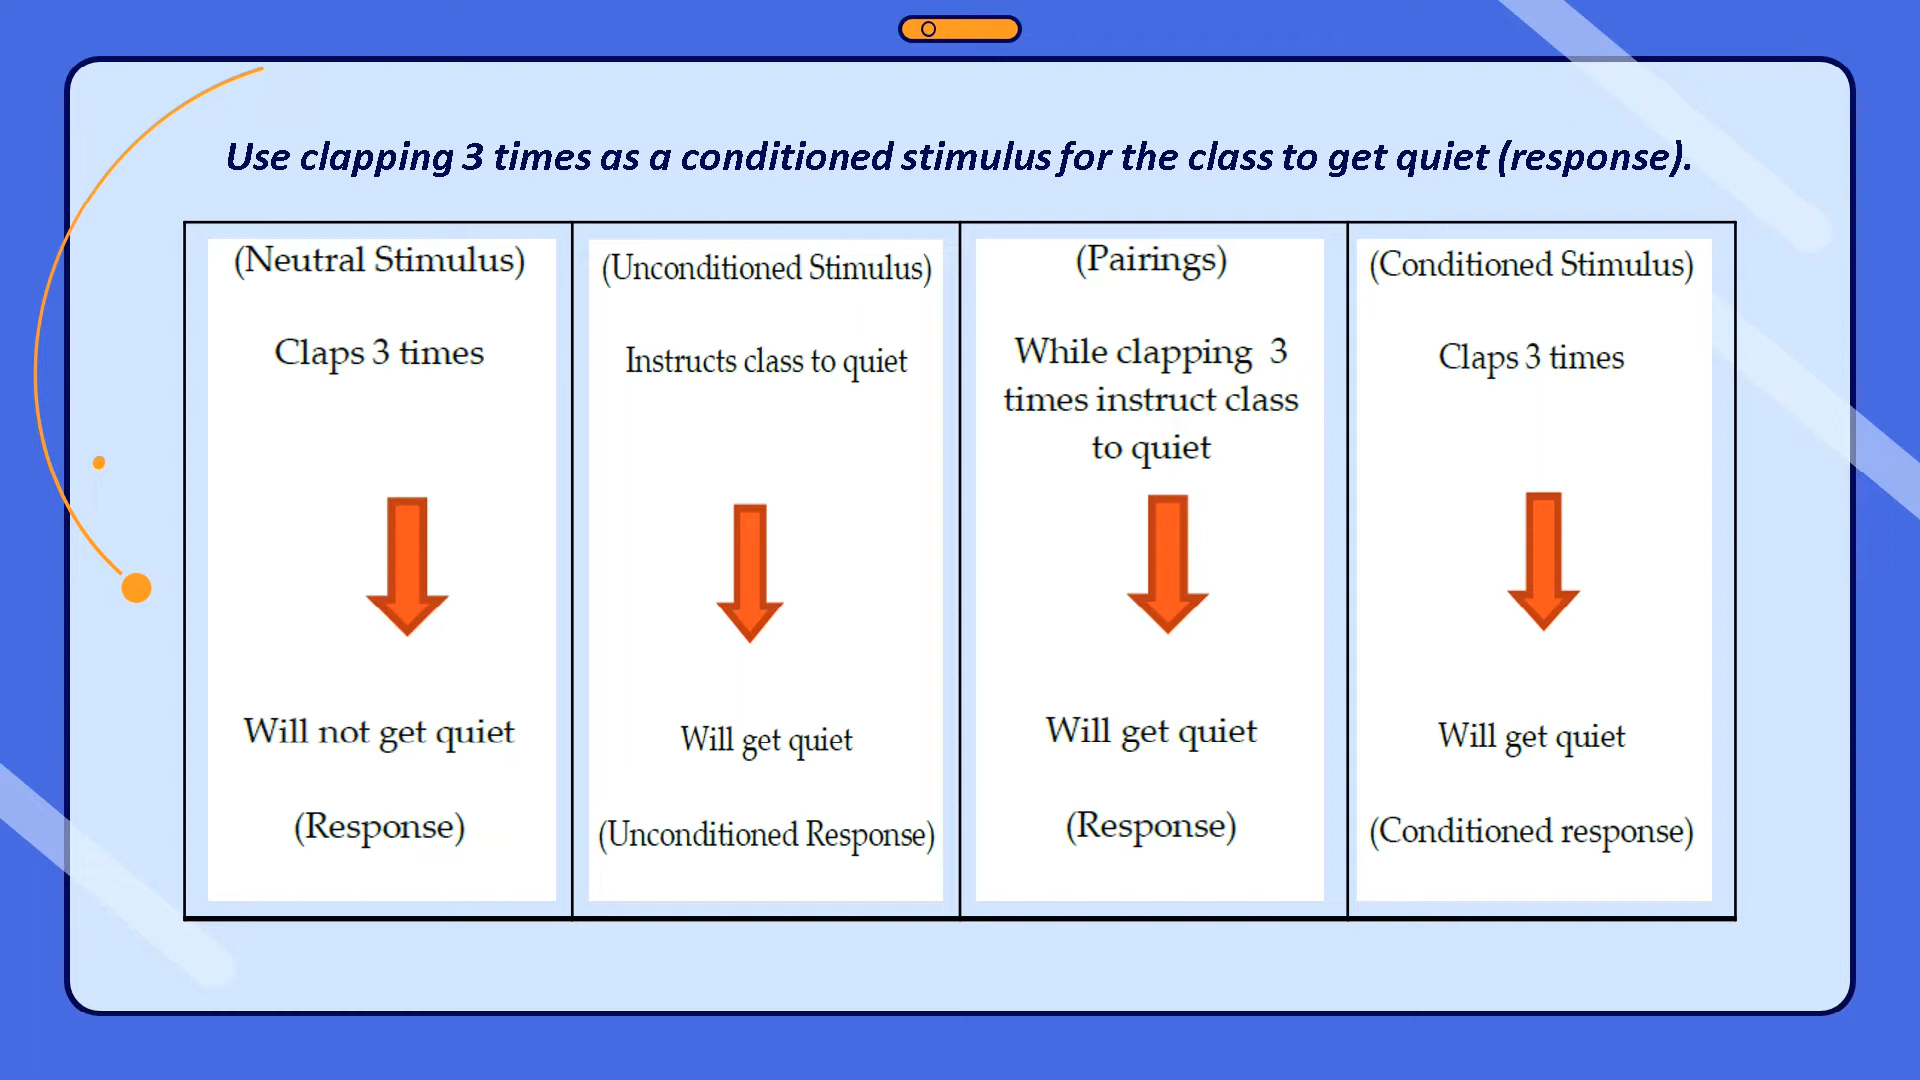 Use clapping 3 times as a conditioned stimulus for the class to get quiet (response).
(Neutral Stimulus)
Claps 3 times
Will not get quiet
(Response)
(Unconditioned Stimulus)
Instructs class to quiet
Will get quiet
(Unconditioned Response)
(Pairings)
While clapping 3
times instruct class
to quiet
Will get quiet
(Response)
(Conditioned Stimulus)
Claps 3 times
Will get quiet
(Conditioned response)